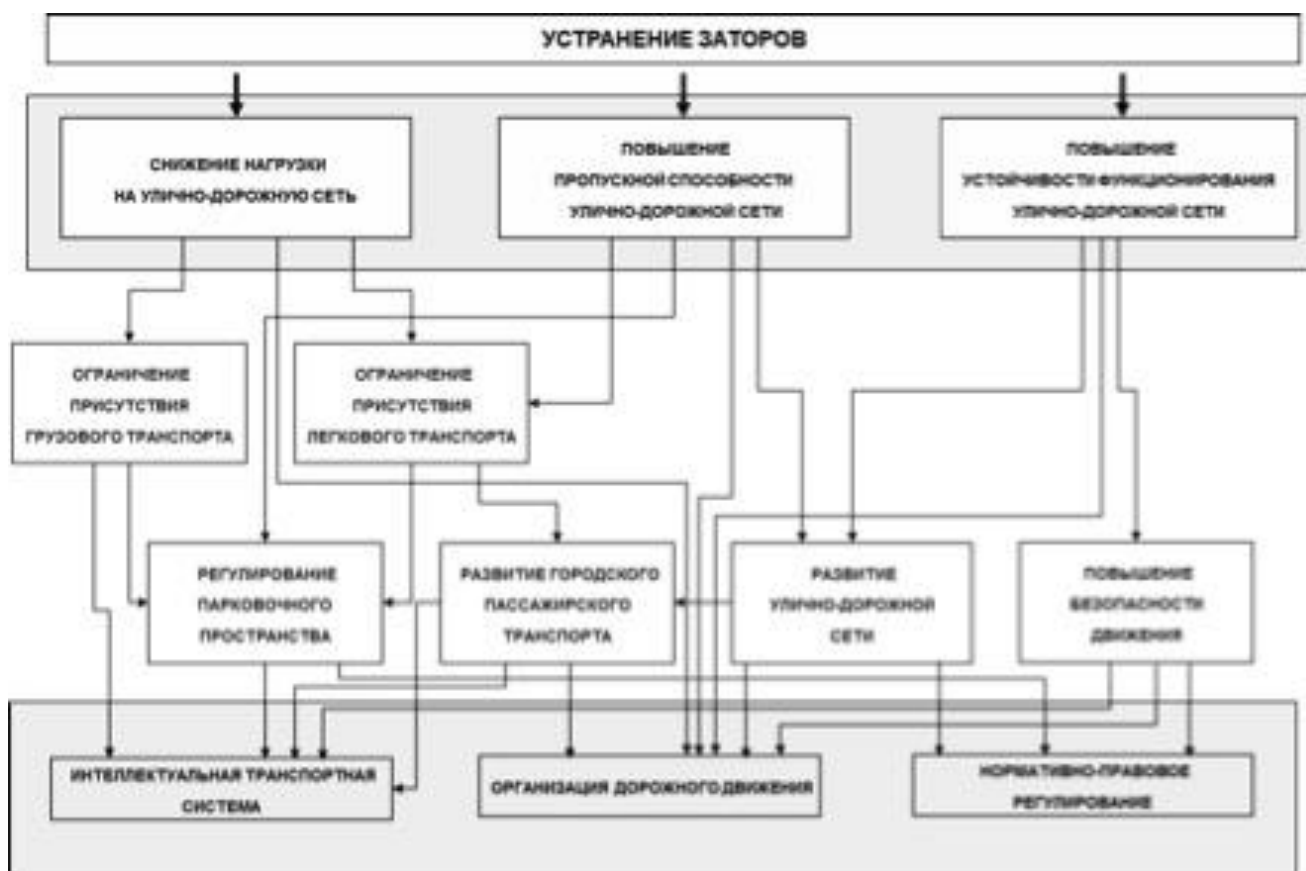 УСТРАНЕНИЕ ЗАТОРОВ
СНИЖЕНИЕ НАГРУЗКИ
НА УЛИЧНО-ДОРОЖНУЮ СЕТЬ
ПОВЫШЕНИЕ
ПРОПУСКНОЙ СПОСОБНОСТИ
УЛИЧНО-ДОРОЖНОЙ СЕТИ
ПОВЫШЕНИЕ
УСТОЙЧИВОСТИ ФУНКЦИОНИРОВАНИЯ
УЛИЧНО-ДОРОЖНОЙ СЕТИ
ОГРАНИЧЕНИЕ
ПРИСУТСТВИЯ
ГРУЗОВОГО ТРАНСПОРТА
ОГРАНИЧЕНИЕ
ПРИСУТСТВИЯ
ЛЕГКОВОГО ТРАНСПОРТА
РЕГУЛИРОВАНИЕ
ПАРКОВОЧНОГО
ПРОСТРАНСТВА
РАЗВИТИЕ ГОРОДСКОГО
ПАССАЖИРСКОГО
ТРАНСПОРТА
РАЗВИТИЕ
УЛИЧНО-ДОРОЖНОЙ
СЕТИ
ПОВЫШЕНИЕ
БЕЗОПАСНОСТИ
ДВИЖЕНИЯ
ИНТЕЛЛЕКТУАЛЬНАЯ ТРАНСПОРТНАЯ
СИСТЕМА
ОРГАНИЗАЦИЯ ДОРОЖНОГО ДВИЖЕНИЯ
НОРМАТИВНО-ПРАВОВОЕ
РЕГУЛИРОВАНИЕ